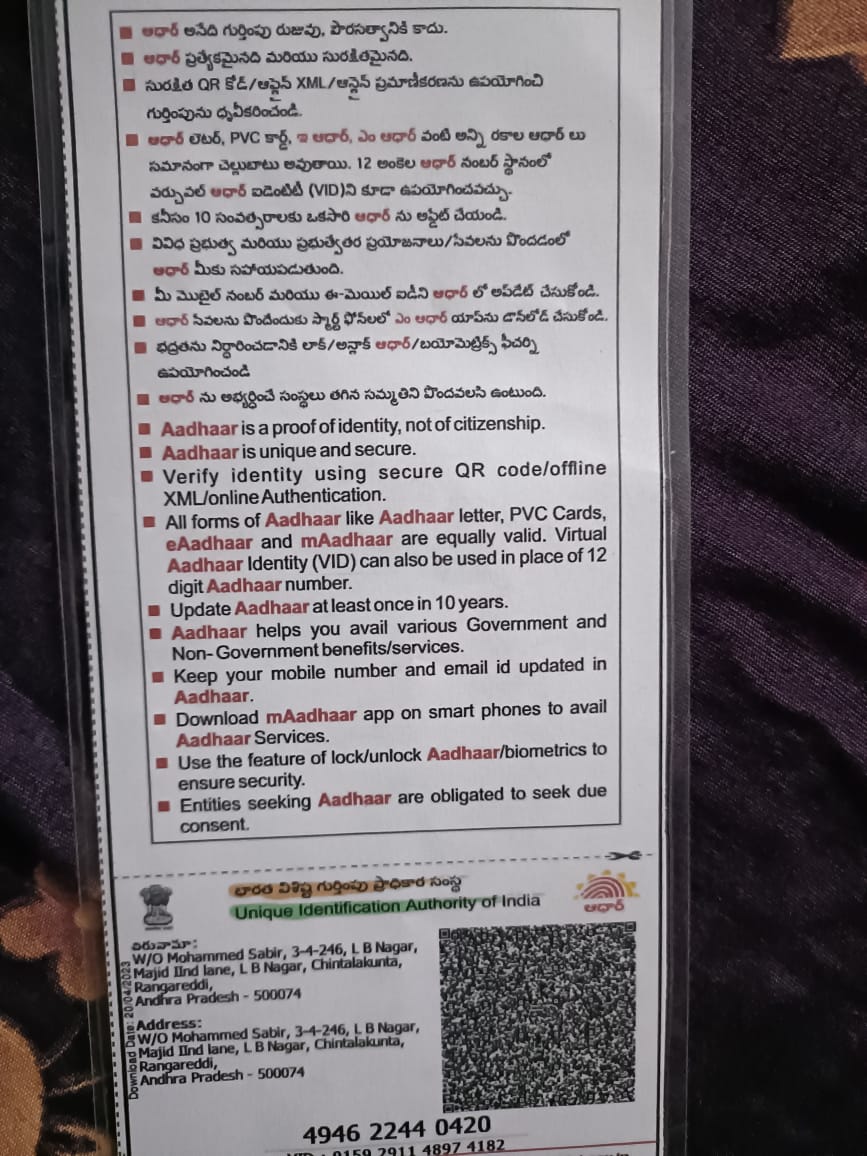 ఆధార్ అనేది గుర్తింపు రుజువు, పౌరసత్వానికి కాదు.
ఆధార్ ప్రత్యేకమైనది మరియు సురక్షితమైనది.
సురక్షిత QR కోడ్/ఆఫ్లైన్ XML/ఆన్లైన్ ప్రమాణీకరణను ఉపయోగించి
గుర్తింపును ధృవీకరించండి.
ఆధార్ లెటర్, PVC కార్డ్, ఇ ఆధార్, ఎం ఆధార్ వంటి అన్ని రకాల ఆధార్ లు
సమానంగా చెల్లుబాటు అవుతాయి. 12 అంకెల ఆధార్ నంబర్ స్థానంలో
వర్చువల్ ఆధార్ ఐడెంటిటీ (VID)ని కూడా ఉపయోగించవచ్చు.
కనీసం 10 సంవత్సరాలకు ఒకసారి ఆధార్ ను అప్డేట్ చేయండి.
వివిధ ప్రభుత్వ మరియు ప్రభుత్వేతర ప్రయోజనాలు/సేవలను పొందడంలో
ఆధార్ మీకు సహాయపడుతుంది.
మీ మొబైల్ నంబర్ మరియు ఈ-మెయిల్ ఐడీని ఆధార్ లో అప్‌డేట్ చేసుకోండి.
ఆధార్ సేవలను పొందేందుకు స్మార్ట్ ఫోన్‌లలో ఎం ఆధార్ యాప్‌ను డౌన్‌లోడ్ చేసుకోండి.
భద్రతను నిర్ధారించడానికి లాక్/అన్లాక్ ఆధార్/బయోమెట్రిక్స్ ఫీచర్ని
ఉపయోగించండి
ఆధార్ ను అభ్యర్థించే సంస్థలు తగిన సమ్మతిని పొందవలసి ఉంటుంది.
Aadhaar is a proof of identity, not of citizenship.
Aadhaar is unique and secure.
Verify identity using secure QR code/offline
XML/online Authentication.
All forms of Aadhaar like Aadhaar letter, PVC Cards,
eAadhaar and mAadhaar are equally valid. Virtual
Aadhaar Identity (VID) can also be used in place of 12
digit Aadhaar number.
Update Aadhaar at least once in 10 years.
Aadhaar helps you avail various Government and
Non- Government benefits/services.
Keep your mobile number and email id updated in
Aadhaar.
Download mAadhaar app on smart phones to avail
Aadhaar Services.
Use the feature of lock/unlock Aadhaar/biometrics to
ensure security.
Entities seeking Aadhaar are obligated to seek due
consent.
భారత విశిష్ట గుర్తింపు ప్రాధికార సంస్థ
Unique Identification Authority of India
ఆధార్
చిరునామా:
W/O Mohammed Sabir, 3-4-246, L B Nagar,
Majid IInd lane, L B Nagar, Chintalakunta,
Rangareddi,
Andhra Pradesh - 500074
Download Date: 20/04/2023
Address:
W/O Mohammed Sabir, 3-4-246, L B Nagar,
Majid IInd lane, L B Nagar, Chintalakunta,
Rangareddi,
Andhra Pradesh - 500074
4946 2244 0420
VID : 0159 2911 4897 4182